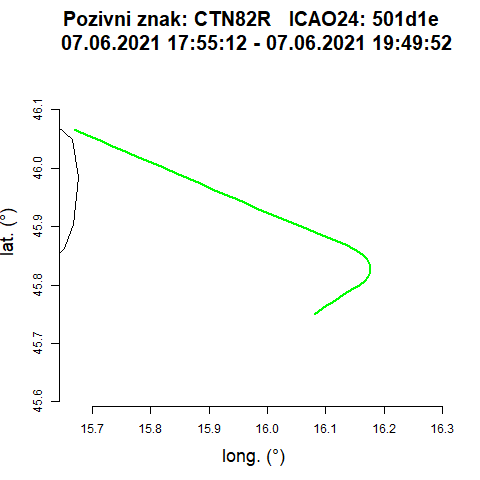 Pozivni znak: CTN82R   ICAO24: 501d1e
07.06.2021 17:55:12 - 07.06.2021 19:49:52
46.1
46.0
45.9
45.8
45.7
45.6
lat. (°)
15.7 15.8 15.9 16.0 16.1 16.2 16.3
long. (°)